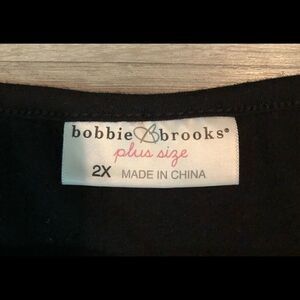 bobbie B brooks®
plus size
2X MADE IN CHINA